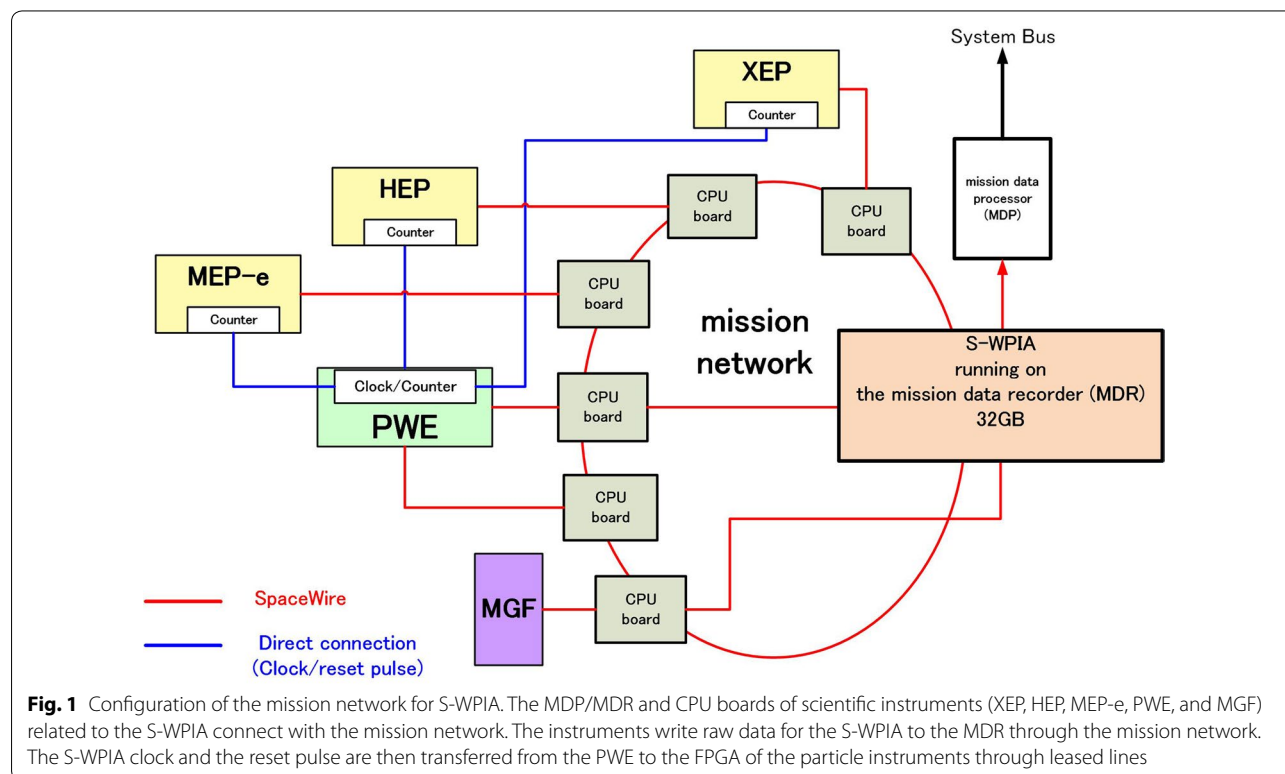 System Bus
XEP
Counter
mission data
processor
(MDP)
HEP
Counter
CPU
board
CPU
board
MEP-e
Counter
CPU
board
mission
network
S-WPIA
running on
the mission data recorder (MDR)
32GB
Clock/Counter
PWE
CPU
board
CPU
board
MGF
CPU
board
SpaceWire
Direct connection
(Clock/reset pulse)
Fig. 1 Configuration of the mission network for S-WPIA. The MDP/MDR and CPU boards of scientific instruments (XEP, HEP, MEP-e, PWE, and MGF)
related to the S-WPIA connect with the mission network. The instruments write raw data for the S-WPIA to the MDR through the mission network.
The S-WPIA clock and the reset pulse are then transferred from the PWE to the FPGA of the particle instruments through leased lines